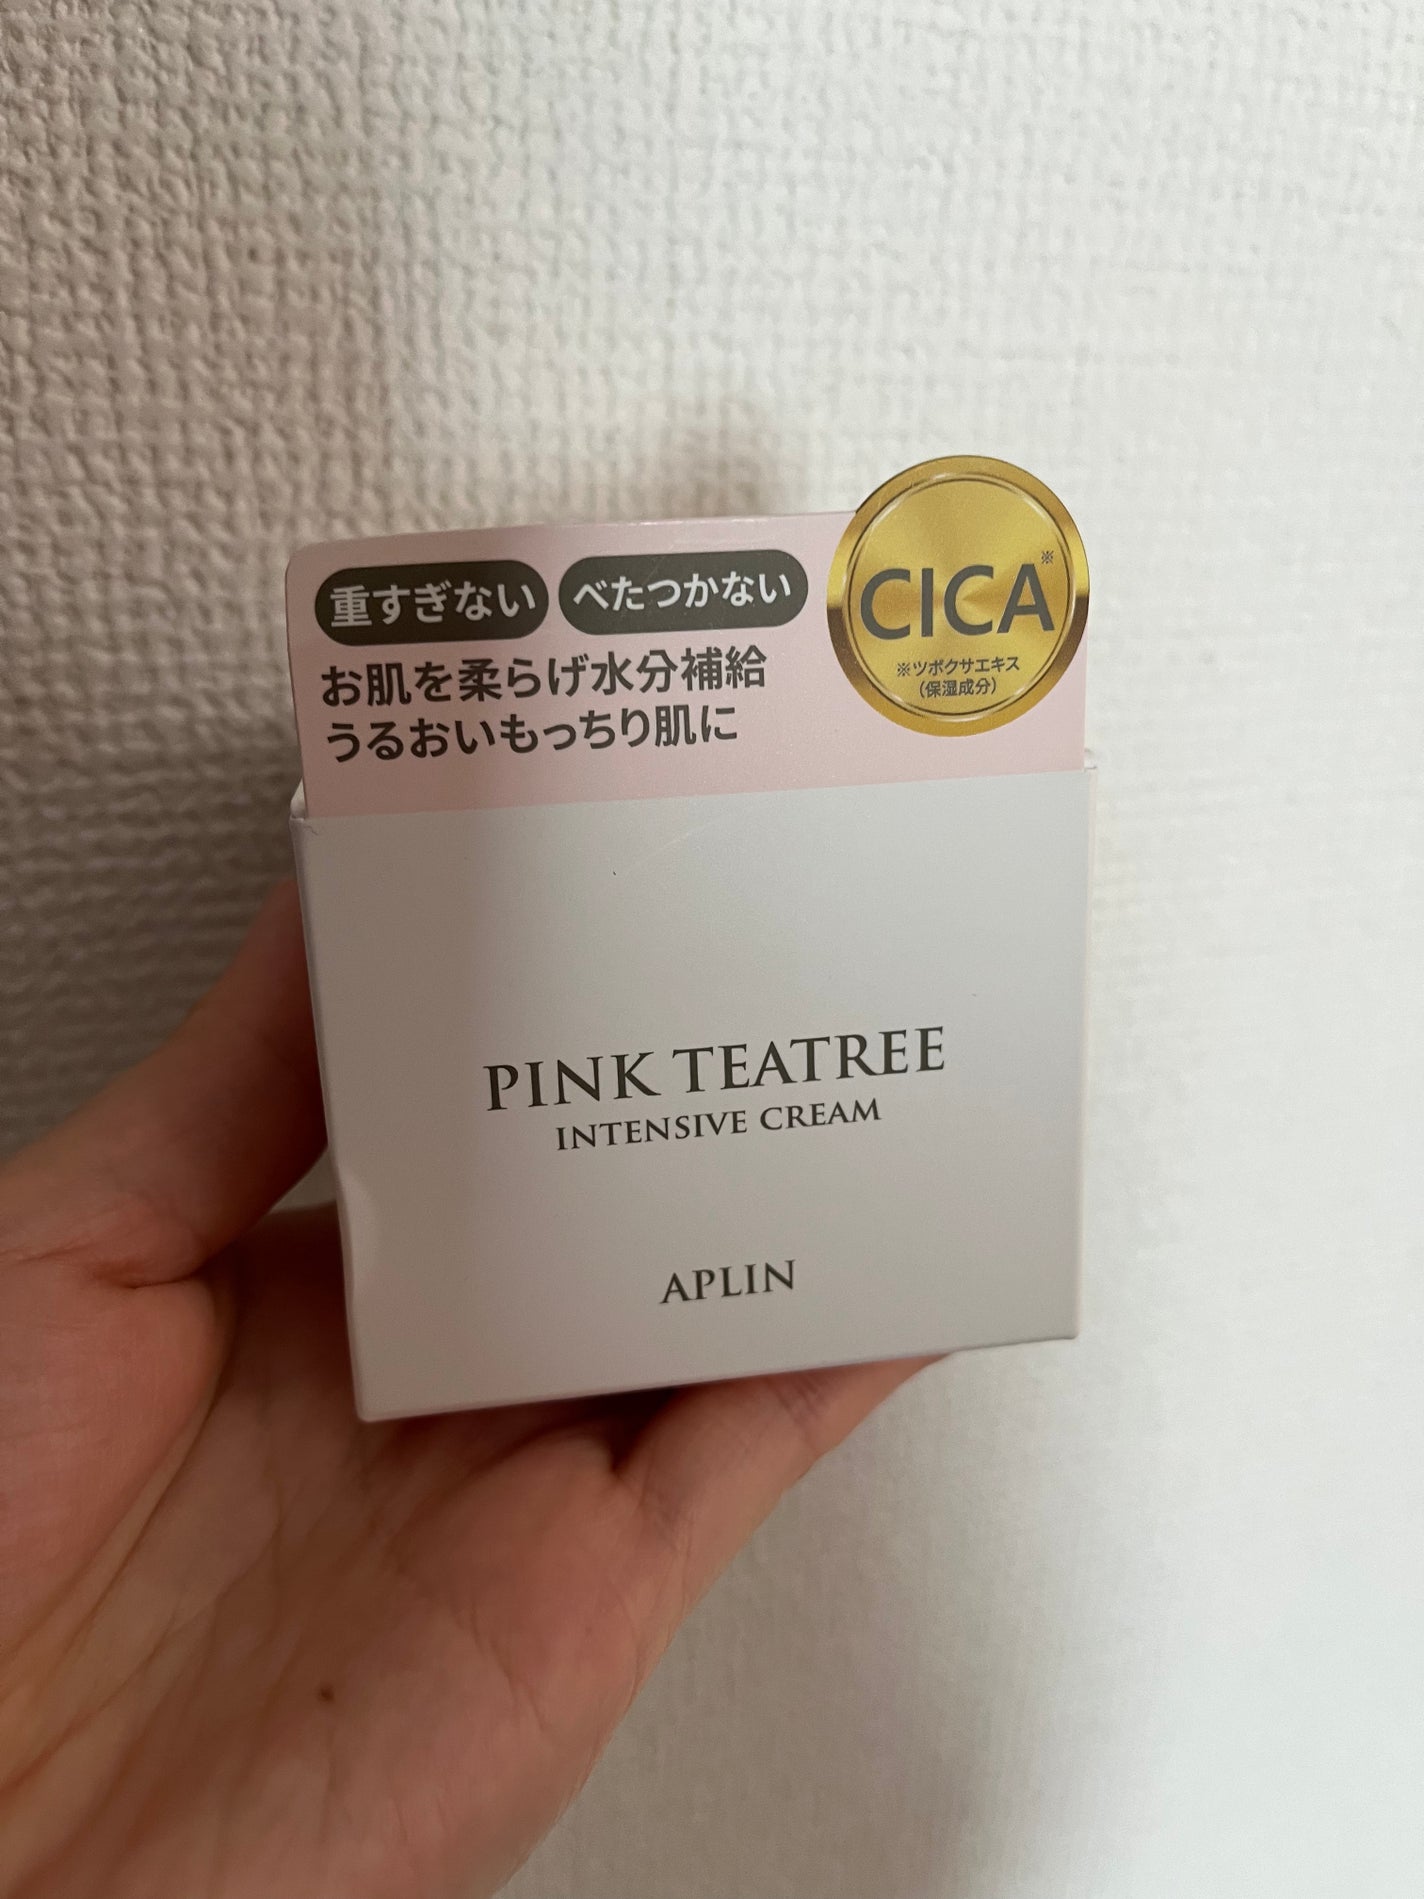 重すぎない べたつかない
お肌を柔らげ水分補給
うるおいもっちり肌に
CICA※
※ツボクサエキス
(保湿成分)
PINK TEATREE
INTENSIVE CREAM
APLIN